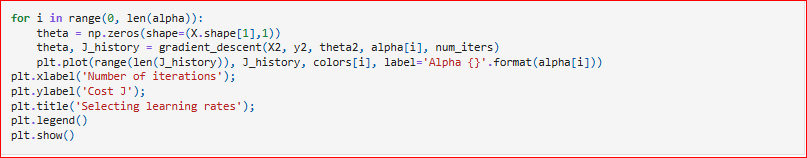 for i in range(0, len(alpha)):
    theta = np.zeros(shape=(X.shape[1],1))
    theta, J_history = gradient_descent(X2, y2, theta2, alpha[i], num_iters)
    plt.plot(range(len(J_history)), J_history, colors[i], label='Alpha {}'.format(alpha[i]))
plt.xlabel('Number of iterations');
plt.ylabel('Cost J');
plt.title('Selecting learning rates');
plt.legend()
plt.show()